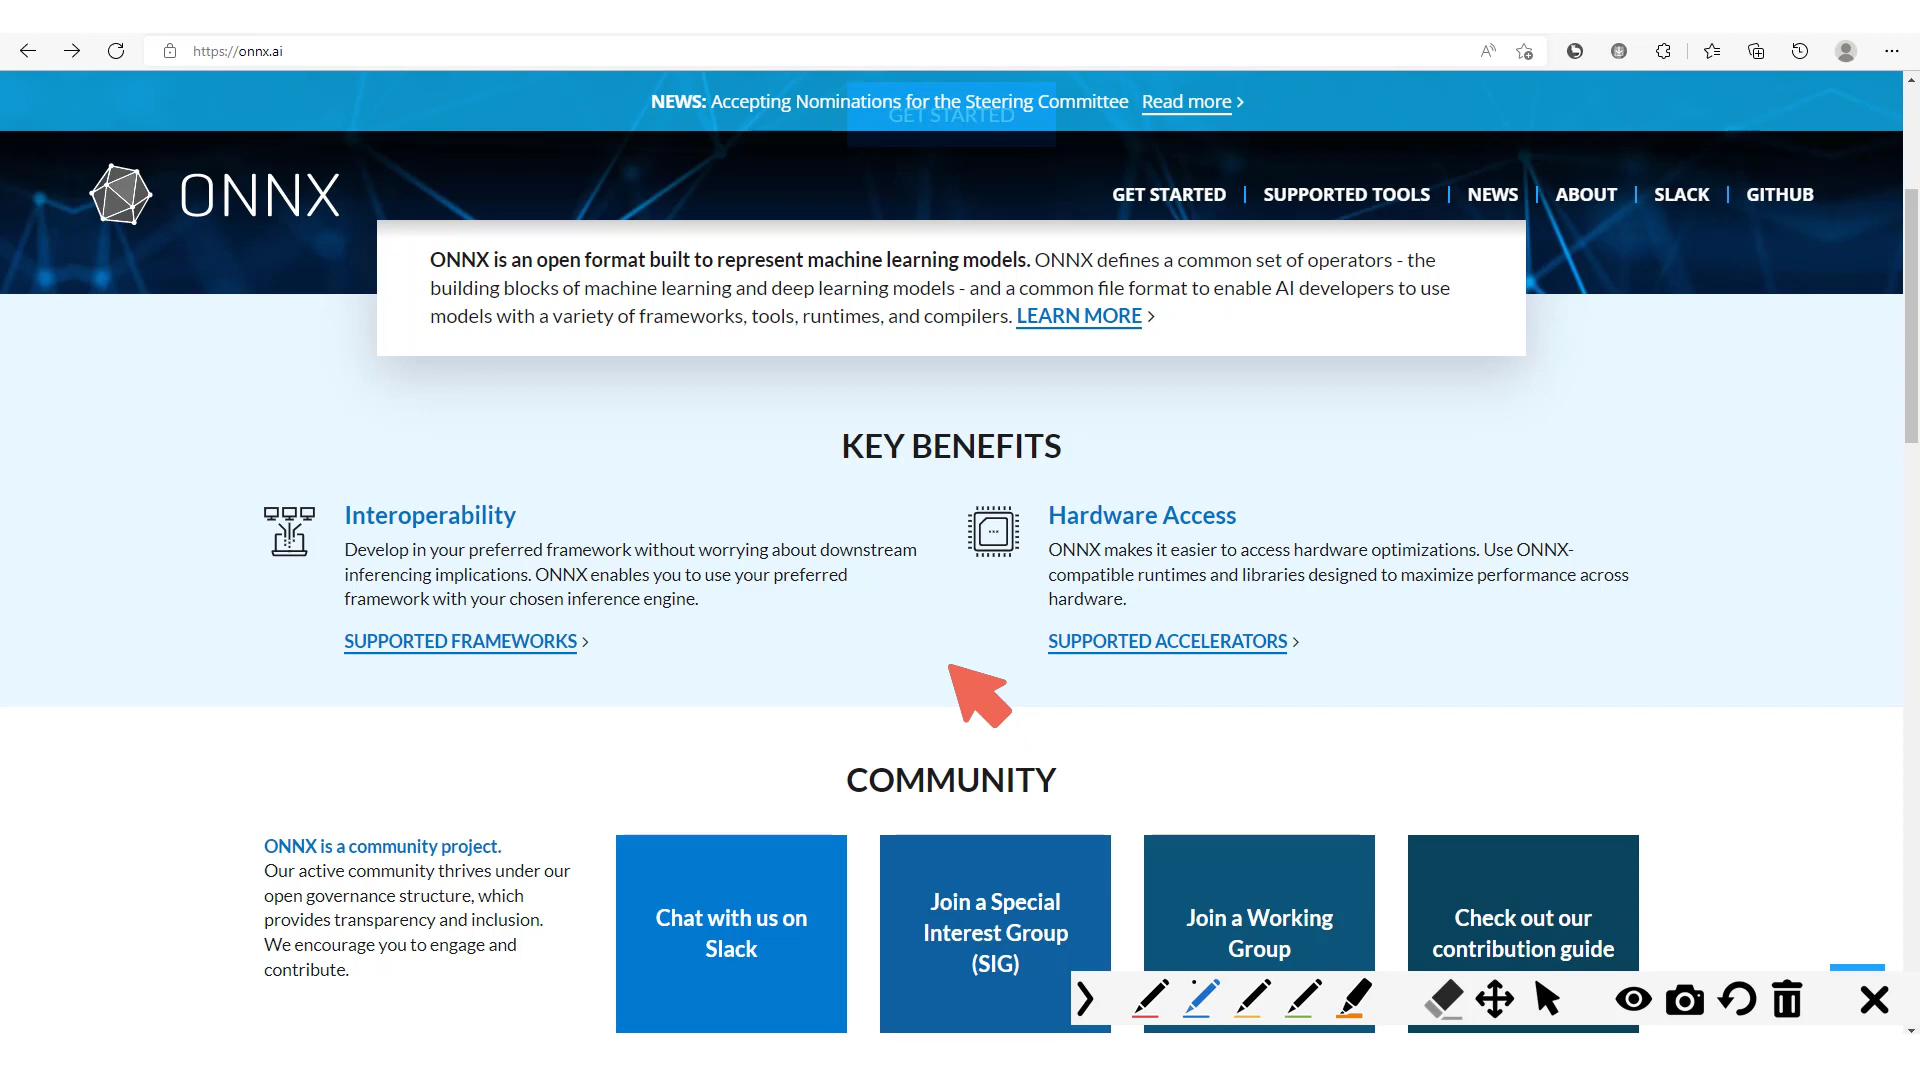 https://onnx.ai
NEWS: Accepting Nominations for the Steering Committee Read more >
GET STARTED
ONNX
GET STARTED | SUPPORTED TOOLS | NEWS | ABOUT | SLACK | GITHUB
ONNX is an open format built to represent machine learning models. ONNX defines a common set of operators - the
building blocks of machine learning and deep learning models - and a common file format to enable AI developers to use
models with a variety of frameworks, tools, runtimes, and compilers. LEARN MORE >
KEY BENEFITS
Interoperability
Develop in your preferred framework without worrying about downstream
inferencing implications. ONNX enables you to use your preferred
framework with your chosen inference engine.
SUPPORTED FRAMEWORKS >
Hardware Access
ONNX makes it easier to access hardware optimizations. Use ONNX-
compatible runtimes and libraries designed to maximize performance across
hardware.
SUPPORTED ACCELERATORS >
COMMUNITY
ONNX is a community project.
Our active community thrives under our
open governance structure, which
provides transparency and inclusion.
We encourage you to engage and
contribute.
Chat with us on
Slack
Join a Special
Interest Group
(SIG)
Join a Working
Group
Check out our
contribution guide